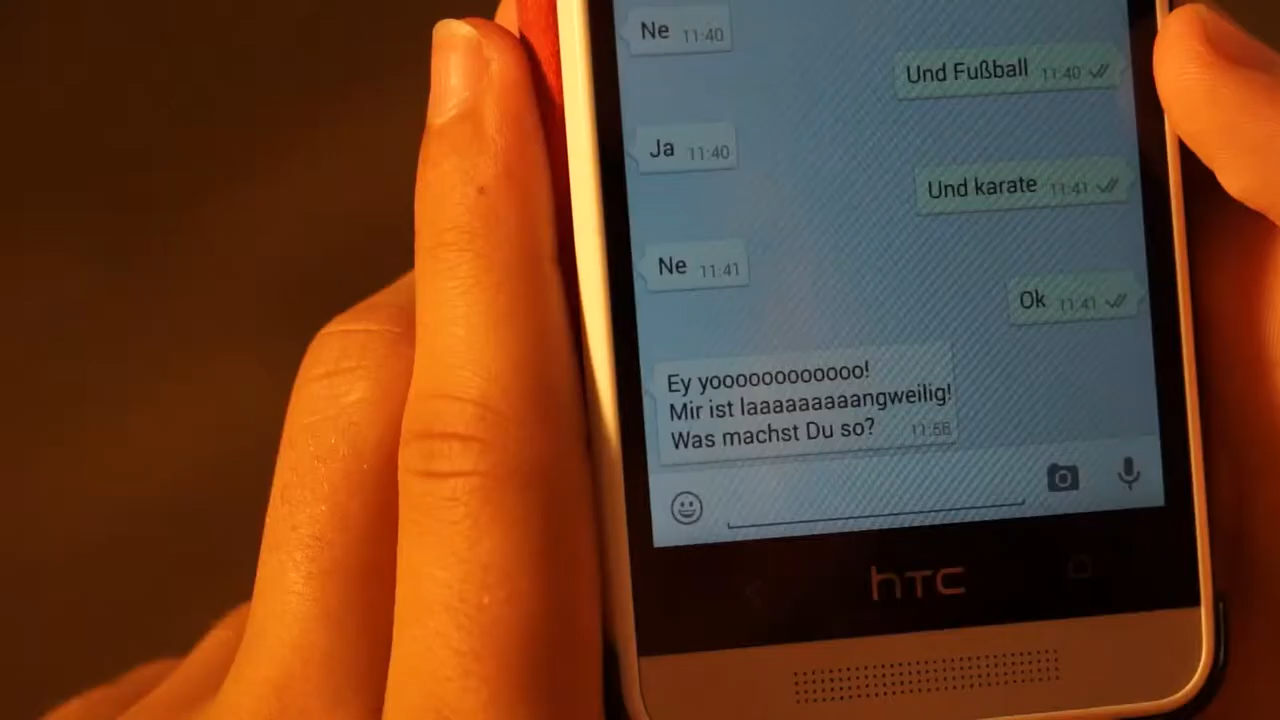 Ne 11:40
Und Fußball 11:40
Ja 11:40
Und karate 11:41
Ne 11:41
Ok 11:41
Ey yoooooooooooo!
Mir ist laaaaaaaaangweilig!
Was machst Du so? 11:56
hTC